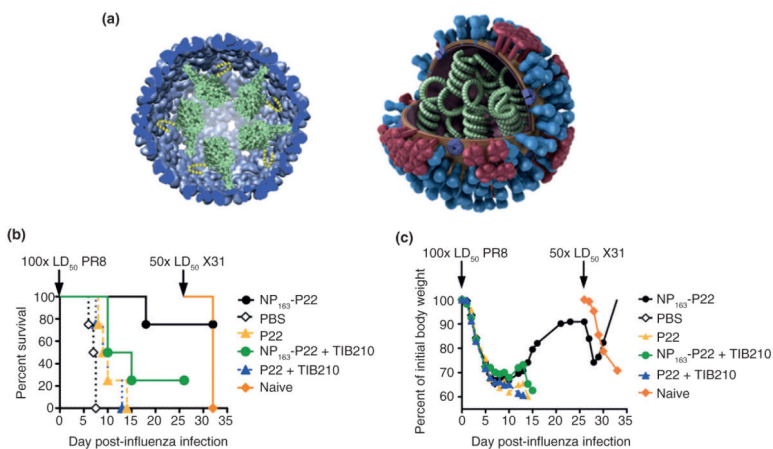 (a)
(b)
100x LD50 PR8
50x LD50 X31
Percent survival
100
80
60
40
20
0
0 5 10 15 20 25 30 35
Day post-influenza infection
NP163-P22
PBS
P22
NP163-P22 + TIB210
P22 + TIB210
Naive
(c)
100x LD50 PR8
50x LD50 X31
Percent of initial body weight
100
90
80
70
60
0 5 10 15 20 25 30 35
Day post-influenza infection
NP163-P22
PBS
P22
NP163-P22 + TIB210
P22 + TIB210
Naive